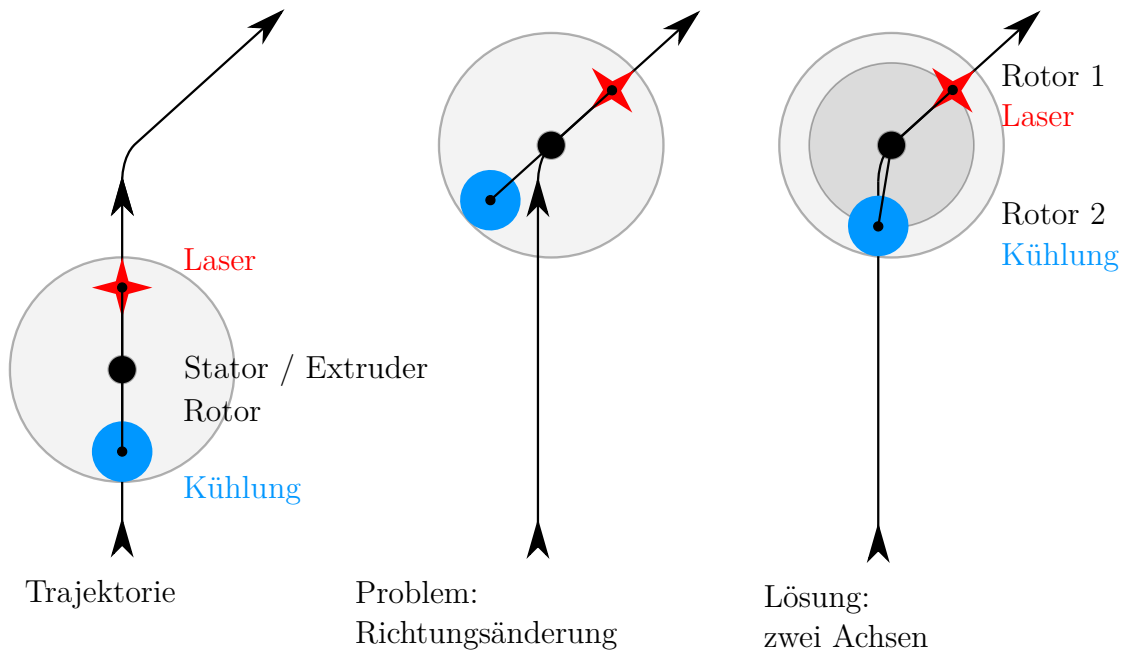 Laser
Stator / Extruder
Rotor
Kühlung
Trajektorie
Problem:
Richtungsänderung
Rotor 1
Laser
Rotor 2
Kühlung
Lösung:
zwei Achsen